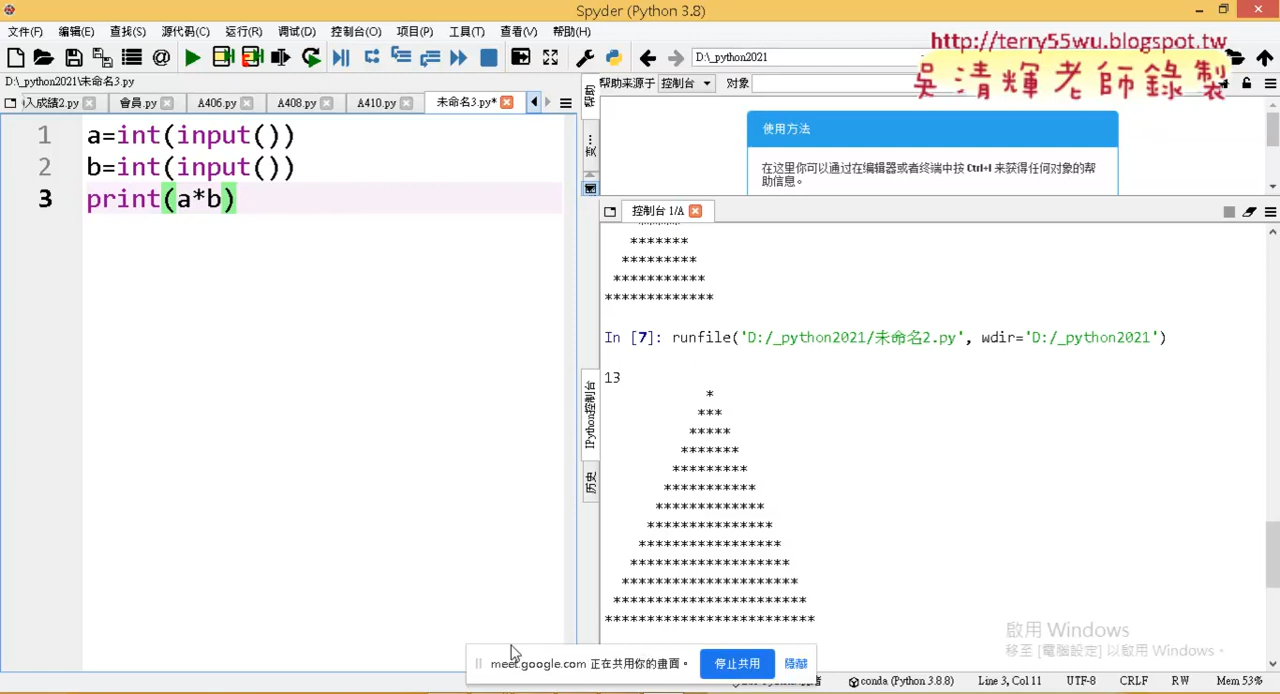 Spyder (Python 3.8)
文件(F) 编辑(E) 查找(S) 源代码(C) 运行(R) 调试(D) 控制台(O) 项目(P) 工具(T) 查看(V) 帮助(H)
D:\_python2021
http://terry55wu.blogspot.tw
吳清輝老師錄製
D:\_python2021\未命名3.py
入成績2.py 會員.py A406.py A408.py A410.py 未命名3.py*
帮助来源于 控制台 对象
帮助
使用方法
在这里你可以通过在编辑器或者终端中按 Ctrl+I 来获得任何对象的帮
助信息。
1 a=int(input())
2 b=int(input())
3 print(a*b)
控制台 1/A
*******
*********
***********
*************
In [7]: runfile('D:/_python2021/未命名2.py', wdir='D:/_python2021')
13
*
***
*****
*******
*********
***********
*************
***************
*****************
*******************
*********************
***********************
*************************
IPython控制台
历史
啟用 Windows
移至 [電腦設定] 以啟用 Windows。
meet.google.com 正在共用你的畫面。 停止共用 隱藏
conda (Python 3.8.8) Line 3, Col 11 UTF-8 CRLF RW Mem 53%